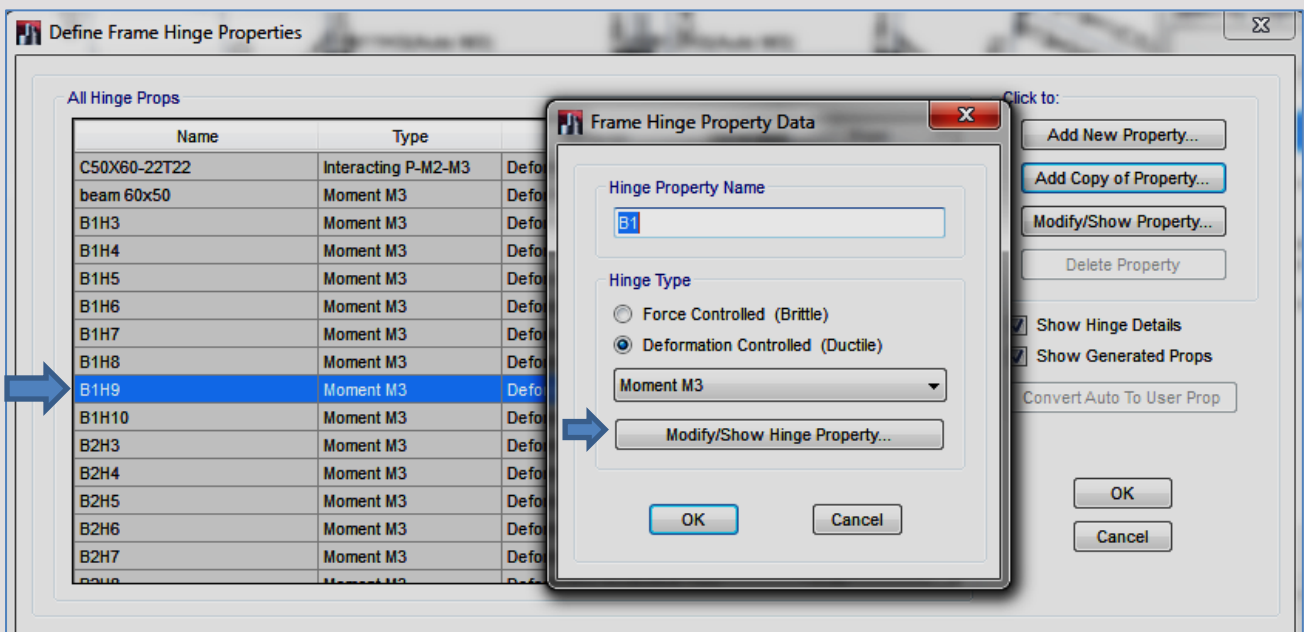 Define Frame Hinge Properties
All Hinge Props
Name Type
C50X60-22T22 Interacting P-M2-M3
beam 60x50 Moment M3
B1H3 Moment M3
B1H4 Moment M3
B1H5 Moment M3
B1H6 Moment M3
B1H7 Moment M3
B1H8 Moment M3
B1H9 Moment M3
B1H10 Moment M3
B2H3 Moment M3
B2H4 Moment M3
B2H5 Moment M3
B2H6 Moment M3
B2H7 Moment M3
Frame Hinge Property Data
Hinge Property Name
B1
Hinge Type
Force Controlled (Brittle)
Deformation Controlled (Ductile)
Moment M3
Modify/Show Hinge Property...
OK Cancel
Click to:
Add New Property...
Add Copy of Property...
Modify/Show Property...
Delete Property
Show Hinge Details
Show Generated Props
Convert Auto To User Prop
OK
Cancel